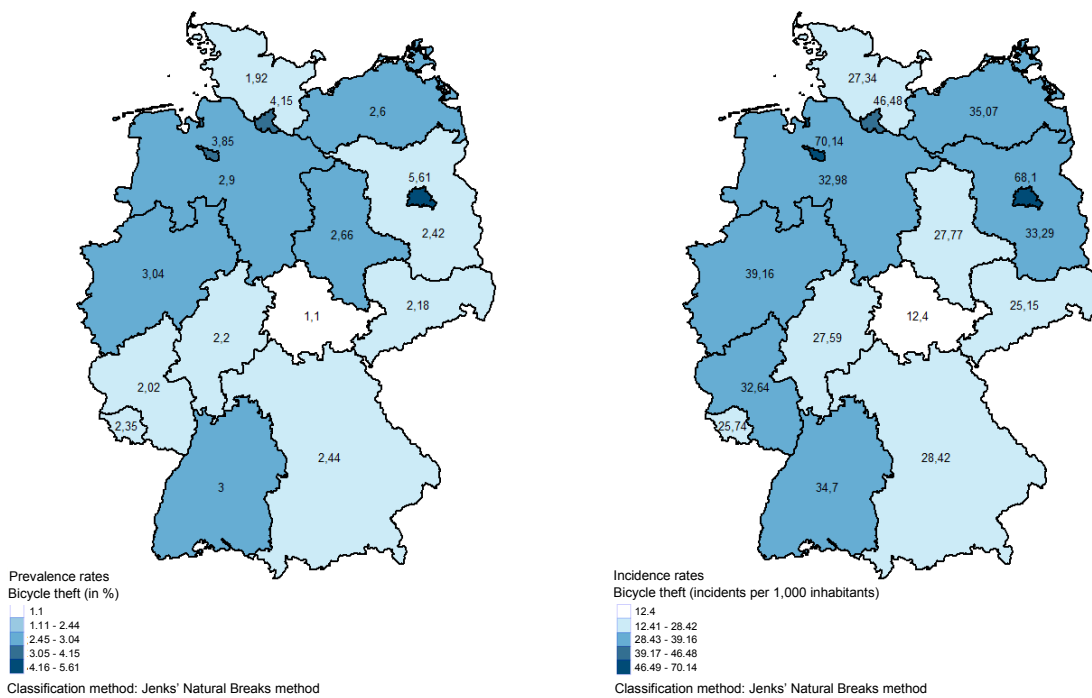 1,92
4,15
2,6
3,85
2,9
5,61
2,42
2,66
3,04
2,18
1,1
2,2
2,02
2,35
2,44
3
Prevalence rates
Bicycle theft (in %)
1.1
1.11 - 2.44
2.45 - 3.04
3.05 - 4.15
4.16 - 5.61
Classification method: Jenks' Natural Breaks method
27,34
46,48
35,07
70,14
32,98
68,1
33,29
27,77
39,16
25,15
12,4
27,59
32,64
25,74
28,42
34,7
Incidence rates
Bicycle theft (incidents per 1,000 inhabitants)
12.4
12.41 - 28.42
28.43 - 39.16
39.17 - 46.48
46.49 - 70.14
Classification method: Jenks' Natural Breaks method